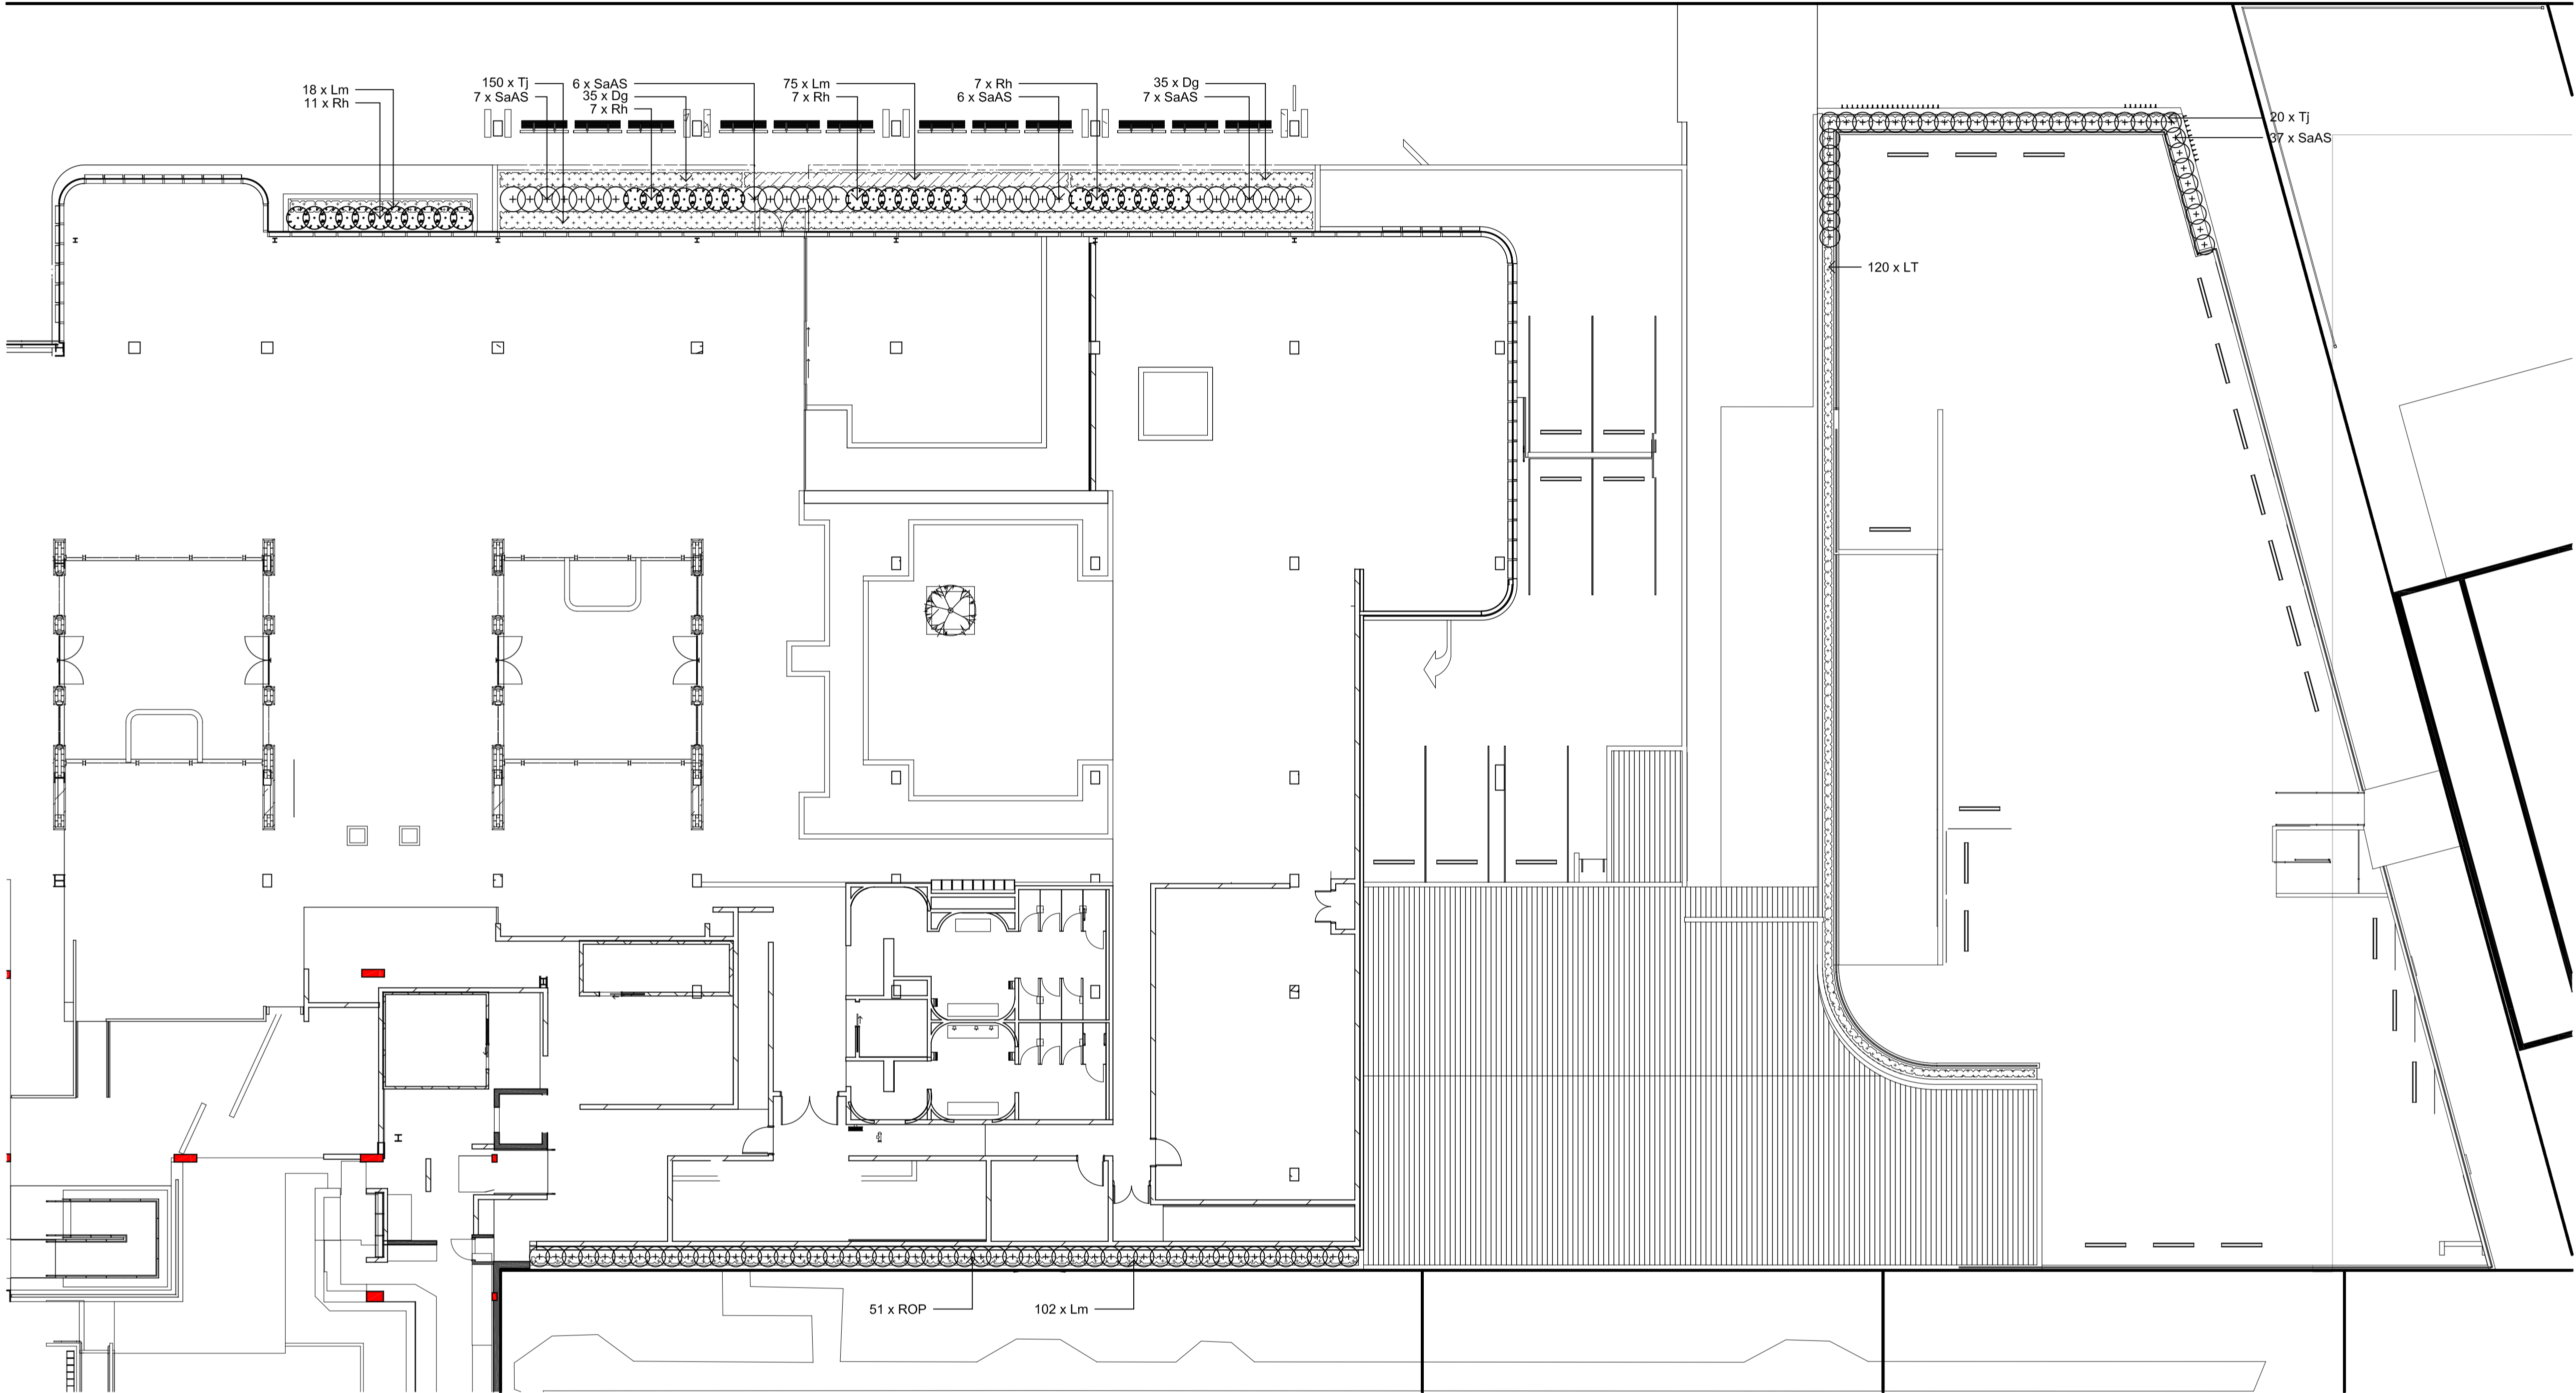 18 x Lm
11 x Rh
150 x Tj
7 x SaAS
6 x SaAS
35 x Dg
7 x Rh
75 x Lm
7 x Rh
7 x Rh
6 x SaAS
35 x Dg
7 x SaAS
20 x Tj
37 x SaAS
120 x LT
51 x ROP
102 x Lm